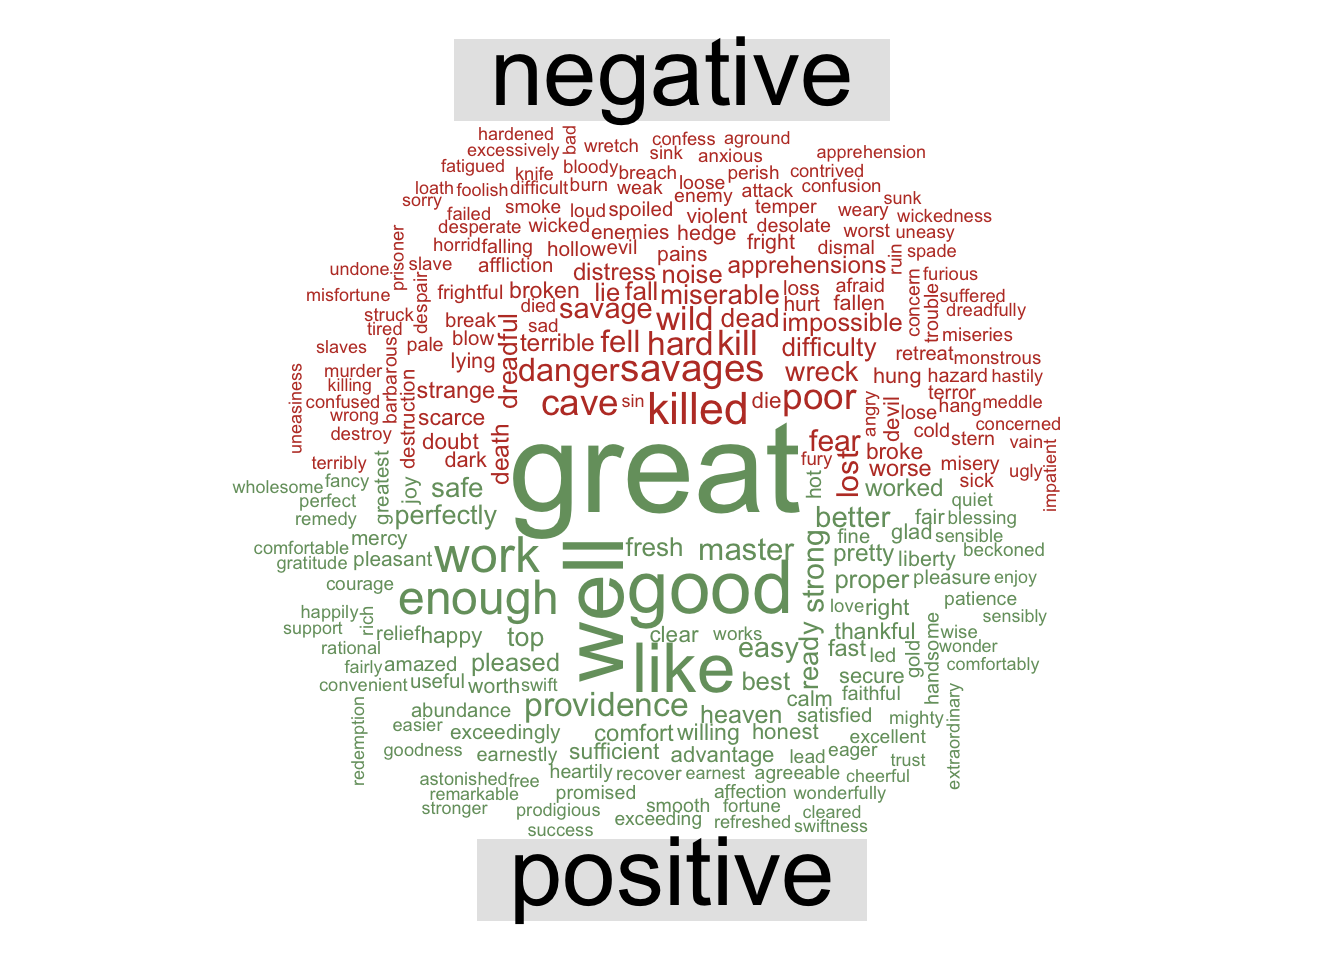 negative
hardened bad wretch confess aground
excessively sink anxious apprehension
fatigued knife bloody breach perish contrived
loath foolish difficult burn weak loose attack confusion
sorry smoke loud spoiled enemy temper weary sunk
failed violent wickedness
desperate wicked enemies hedge desolate worst uneasy
prisoner horrid falling hollow evil pains fright dismal ruin spade
undone slave affliction distress noise apprehensions furious
misfortune despair frightful broken lie fall miserable loss afraid concern trouble suffered
struck died savage wild dead hurt fallen dreadfully
tired break sad impossible miseries
slaves barbarous pale blow dreadful terrible fell hard kill difficulty retreat monstrous
murder lying danger savages wreck hung hazard hastily
uneasiness killing strange terror
confused destruction cave sin killed die poor angry devil lose hang meddle
wrong scarce concerned
destroy doubt death fear broke cold stern vain
terribly dark fury lost worse misery ugly impatient
sick
great
wholesome fancy greatest joy safe hot worked quiet
perfect
remedy perfectly better fair blessing
mercy fine glad sensible
comfortable pleasant work well fresh master strong pretty liberty beckoned
gratitude
courage enough good proper pleasure enjoy
happily rich love right patience
support relief happy top clear works thankful wise sensibly
rational easy ready fast led gold handsome wonder
fairly amazed pleased like comfortably
convenient useful worth swift best secure
redemption abundance providence calm faithful extraordinary
easier heaven satisfied mighty
exceedingly comfort willing honest excellent
goodness earnestly sufficient advantage lead eager trust
astonished free heartily recover earnest agreeable cheerful
remarkable promised affection wonderfully
stronger prodigious smooth fortune cleared
success exceeding refreshed swiftness
positive